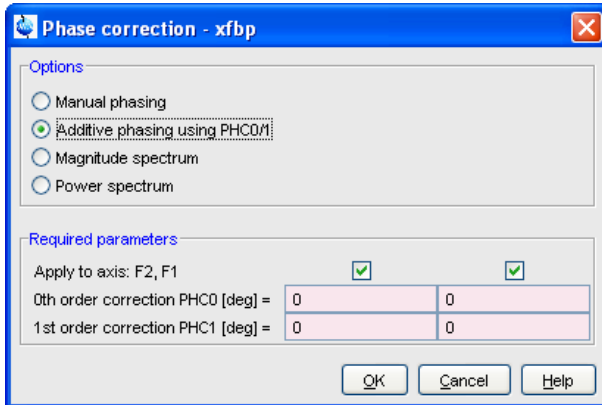 Phase correction - xfbp
Options
Manual phasing
Additive phasing using PHC0/1
Magnitude spectrum
Power spectrum
Required parameters
Apply to axis: F2, F1
0th order correction PHC0 [deg] = 0 0
1st order correction PHC1 [deg] = 0 0
OK Cancel Help